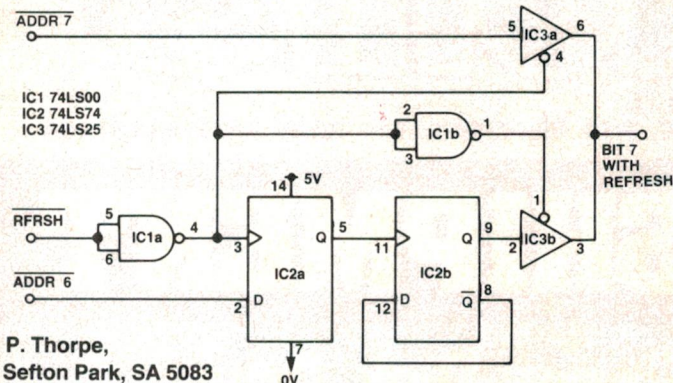 ADDR 7
5
IC3a
6
4
IC1 74LS00
IC2 74LS74
IC3 74LS25
2
IC1b
1
3
BIT 7
WITH
REFRESH
14
5V
1
RFRSH
5
IC1a
4
6
3
Q
5
IC2a
11
Q
9
IC2b
2
IC3b
3
ADDR 6
2
D
12
D
Q
8
7
0V
P. Thorpe,
Sefton Park, SA 5083